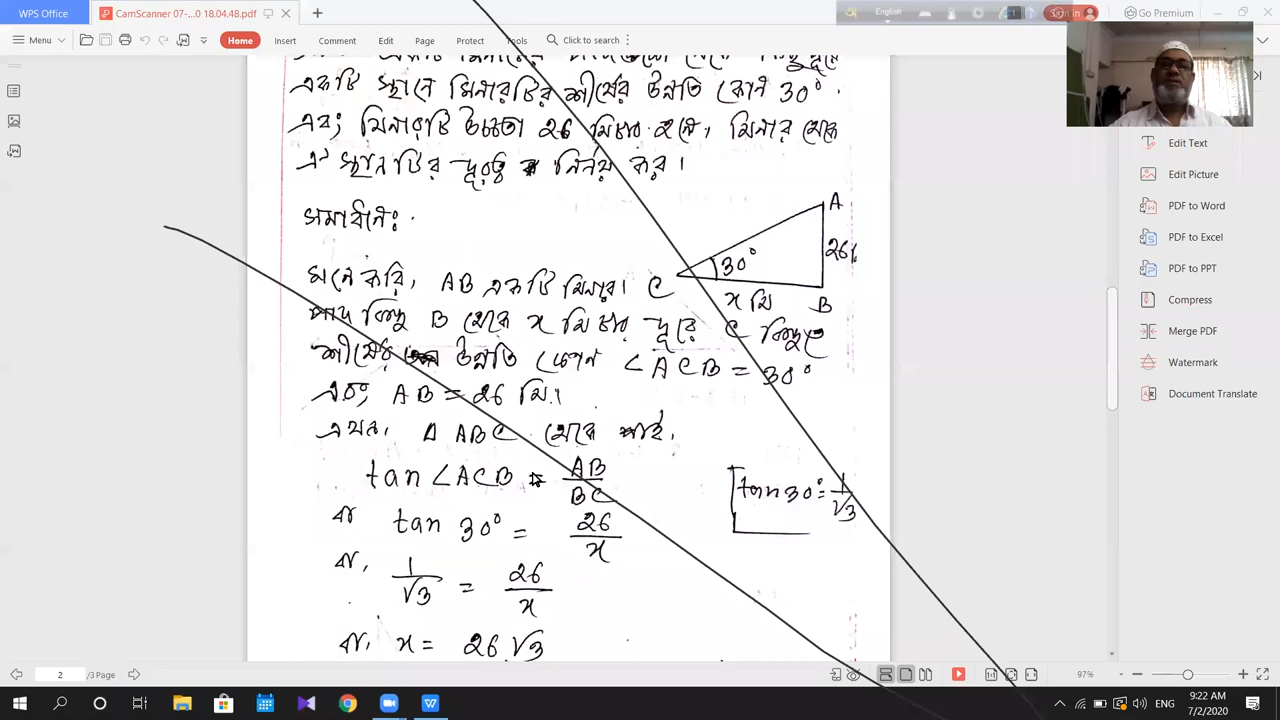 WPS Office
CamScanner 07-...0 18.04.48.pdf
English
Sign in
Go Premium
Menu
Home
Insert
Comment
Edit
Page
Protect
Tools
Click to search
একটি স্থানে মিনারটির শীর্ষের উন্নতি কোন 30°
এবং মিনারটি উচ্চতা 26 মিটার হলে, মিনার থেকে
ঐ স্থানটির দূরত্ব নির্নয় কর।
সমাধানঃ
A
30°
26
C
x মি
B
মনে করি, AB একটি মিনার।
বিন্দু B থেকে x মিটার দূরে C বিন্দুতে
শীর্ষের উন্নতি কোন ∠ACB = 30°
এবং AB = 26 মি।
এখন, Δ ABC থেকে পাই,
tan ∠ACB = AB/BC
বা tan 30° = 26/x
tan 30° = 1/√3
বা, 1/√3 = 26/x
বা, x = 26√3
Edit Text
Edit Picture
PDF to Word
PDF to Excel
PDF to PPT
Compress
Merge PDF
Watermark
Document Translate
2
/3 Page
97%
ENG
9:22 AM
7/2/2020